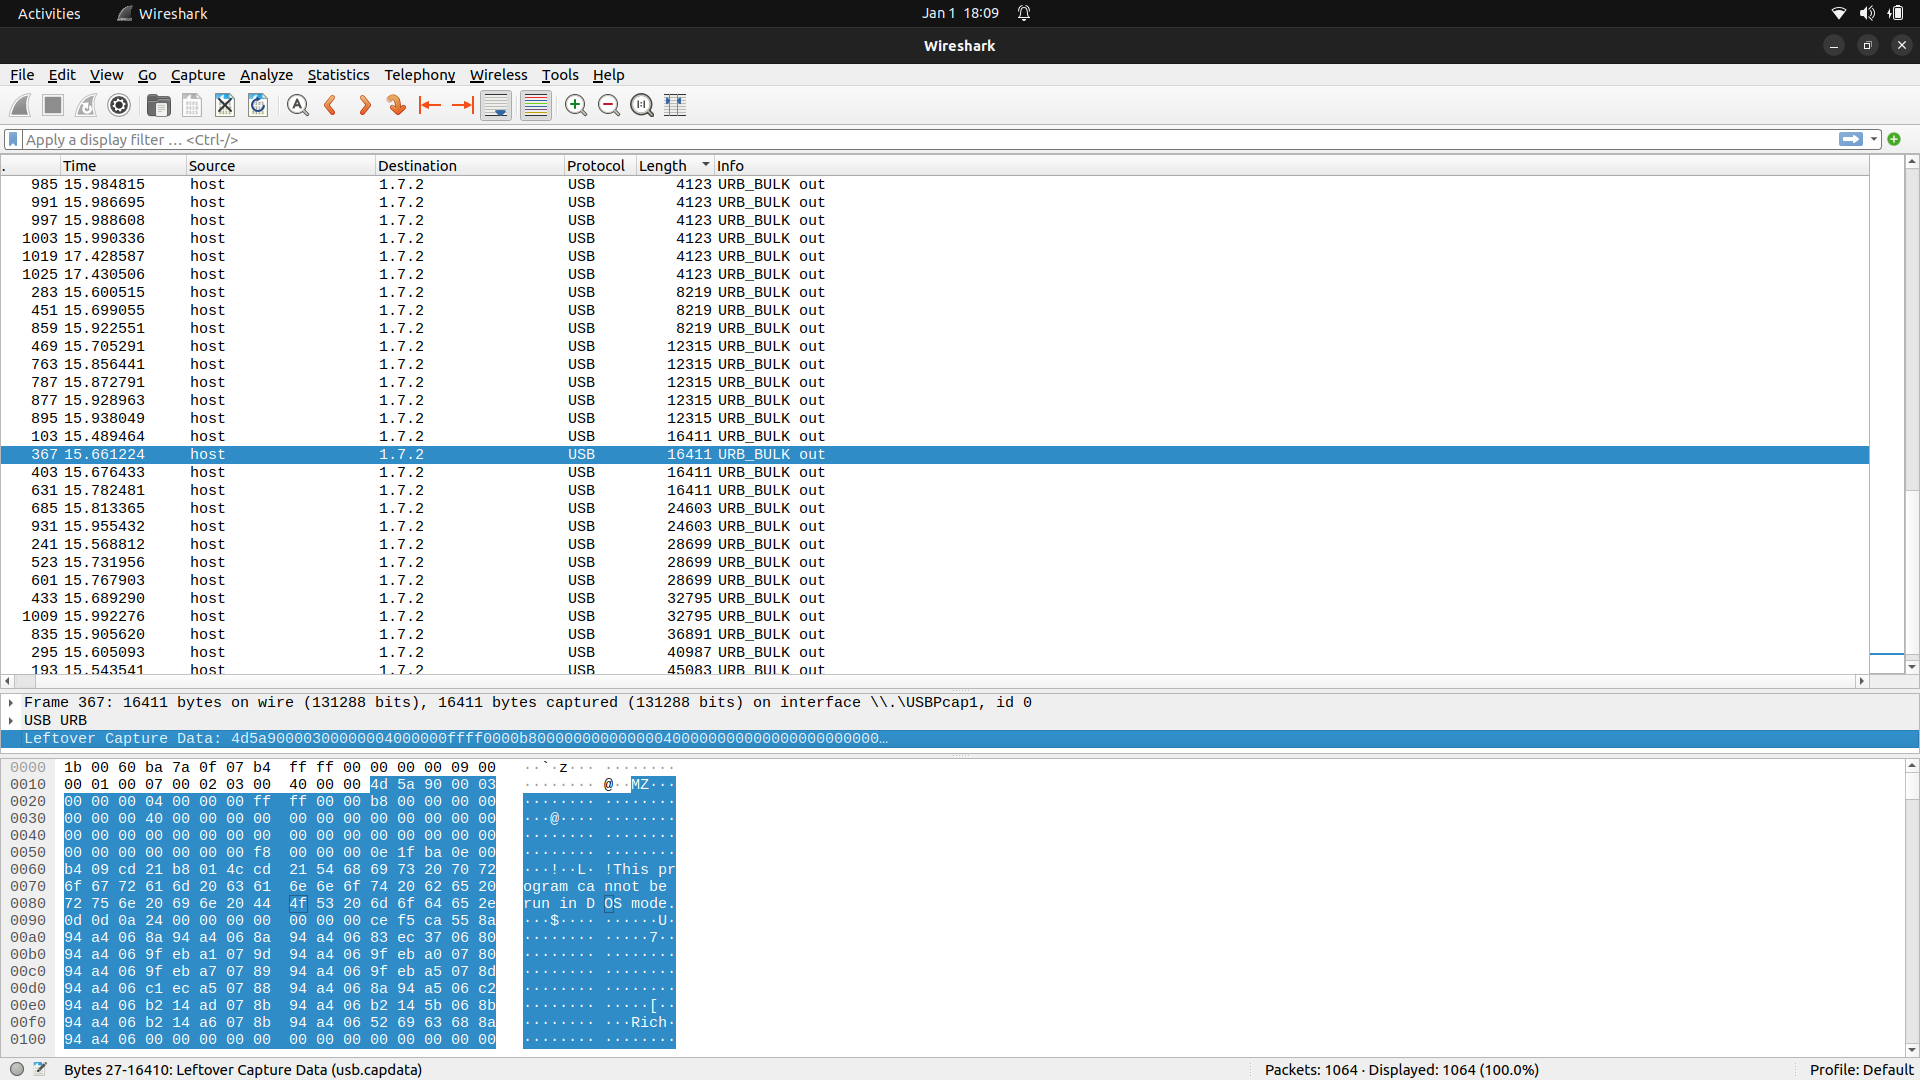 Activities Wireshark Jan 1 18:09
Wireshark
File Edit View Go Capture Analyze Statistics Telephony Wireless Tools Help
Apply a display filter … <Ctrl-/>
. Time Source Destination Protocol Length Info
985 15.984815 host 1.7.2 USB 4123 URB_BULK out
991 15.986695 host 1.7.2 USB 4123 URB_BULK out
997 15.988608 host 1.7.2 USB 4123 URB_BULK out
1003 15.990336 host 1.7.2 USB 4123 URB_BULK out
1019 17.428587 host 1.7.2 USB 4123 URB_BULK out
1025 17.430506 host 1.7.2 USB 4123 URB_BULK out
283 15.600515 host 1.7.2 USB 8219 URB_BULK out
451 15.699055 host 1.7.2 USB 8219 URB_BULK out
859 15.922551 host 1.7.2 USB 8219 URB_BULK out
469 15.705291 host 1.7.2 USB 12315 URB_BULK out
763 15.856441 host 1.7.2 USB 12315 URB_BULK out
787 15.872791 host 1.7.2 USB 12315 URB_BULK out
877 15.928963 host 1.7.2 USB 12315 URB_BULK out
895 15.938049 host 1.7.2 USB 12315 URB_BULK out
103 15.489464 host 1.7.2 USB 16411 URB_BULK out
367 15.661224 host 1.7.2 USB 16411 URB_BULK out
403 15.676433 host 1.7.2 USB 16411 URB_BULK out
631 15.782481 host 1.7.2 USB 16411 URB_BULK out
685 15.813365 host 1.7.2 USB 24603 URB_BULK out
931 15.955432 host 1.7.2 USB 24603 URB_BULK out
241 15.568812 host 1.7.2 USB 28699 URB_BULK out
523 15.731956 host 1.7.2 USB 28699 URB_BULK out
601 15.767903 host 1.7.2 USB 28699 URB_BULK out
433 15.689290 host 1.7.2 USB 32795 URB_BULK out
1009 15.992276 host 1.7.2 USB 32795 URB_BULK out
835 15.905620 host 1.7.2 USB 36891 URB_BULK out
295 15.605093 host 1.7.2 USB 40987 URB_BULK out
193 15.543541 host 1.7.2 USB 45083 URB_BULK out
Frame 367: 16411 bytes on wire (131288 bits), 16411 bytes captured (131288 bits) on interface \\.\USBPcap1, id 0
USB URB
Leftover Capture Data: 4d5a90000300000004000000ffff0000b800000000000000400000000000000000000000…
0000 1b 00 60 ba 7a 0f 07 b4 ff ff 00 00 00 00 09 00 ··`·z··· ········
0010 00 01 00 07 00 02 03 00 40 00 00 4d 5a 90 00 03 ········ @··MZ···
0020 00 00 00 04 00 00 00 ff ff 00 00 b8 00 00 00 00 ········ ········
0030 00 00 00 40 00 00 00 00 00 00 00 00 00 00 00 00 ···@···· ········
0040 00 00 00 00 00 00 00 00 00 00 00 00 00 00 00 00 ········ ········
0050 00 00 00 00 00 00 00 f8 00 00 00 0e 1f ba 0e 00 ········ ········
0060 b4 09 cd 21 b8 01 4c cd 21 54 68 69 73 20 70 72 ···!··L· !This pr
0070 6f 67 72 61 6d 20 63 61 6e 6e 6f 74 20 62 65 20 ogram ca nnot be
0080 72 75 6e 20 69 6e 20 44 4f 53 20 6d 6f 64 65 2e run in D OS mode.
0090 0d 0d 0a 24 00 00 00 00 00 00 00 ce f5 ca 55 8a ···$···· ······U·
00a0 94 a4 06 8a 94 a4 06 8a 94 a4 06 83 ec 37 06 80 ········ ·····7··
00b0 94 a4 06 9f eb a1 07 9d 94 a4 06 9f eb a0 07 80 ········ ········
00c0 94 a4 06 9f eb a7 07 89 94 a4 06 9f eb a5 07 8d ········ ········
00d0 94 a4 06 c1 ec a5 07 88 94 a4 06 8a 94 a5 06 c2 ········ ········
00e0 94 a4 06 b2 14 ad 07 8b 94 a4 06 b2 14 5b 06 8b ········ ·····[··
00f0 94 a4 06 b2 14 a6 07 8b 94 a4 06 52 69 63 68 8a ········ ···Rich·
0100 94 a4 06 00 00 00 00 00 00 00 00 00 00 00 00 00 ········ ········
Bytes 27-16410: Leftover Capture Data (usb.capdata) Packets: 1064 · Displayed: 1064 (100.0%) Profile: Default